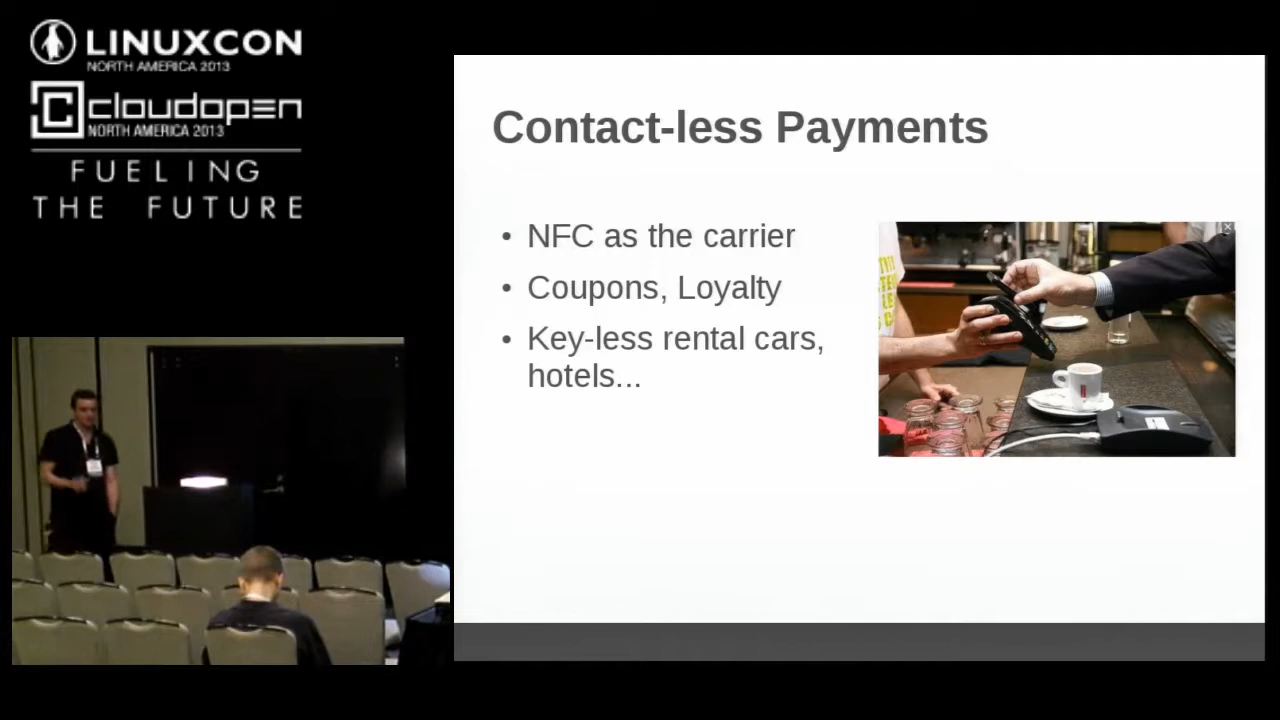 LINUXCON
NORTH AMERICA 2013
cloudopen
NORTH AMERICA 2013
FUELING
THE FUTURE
Contact-less Payments
• NFC as the carrier
• Coupons, Loyalty
• Key-less rental cars,
hotels...